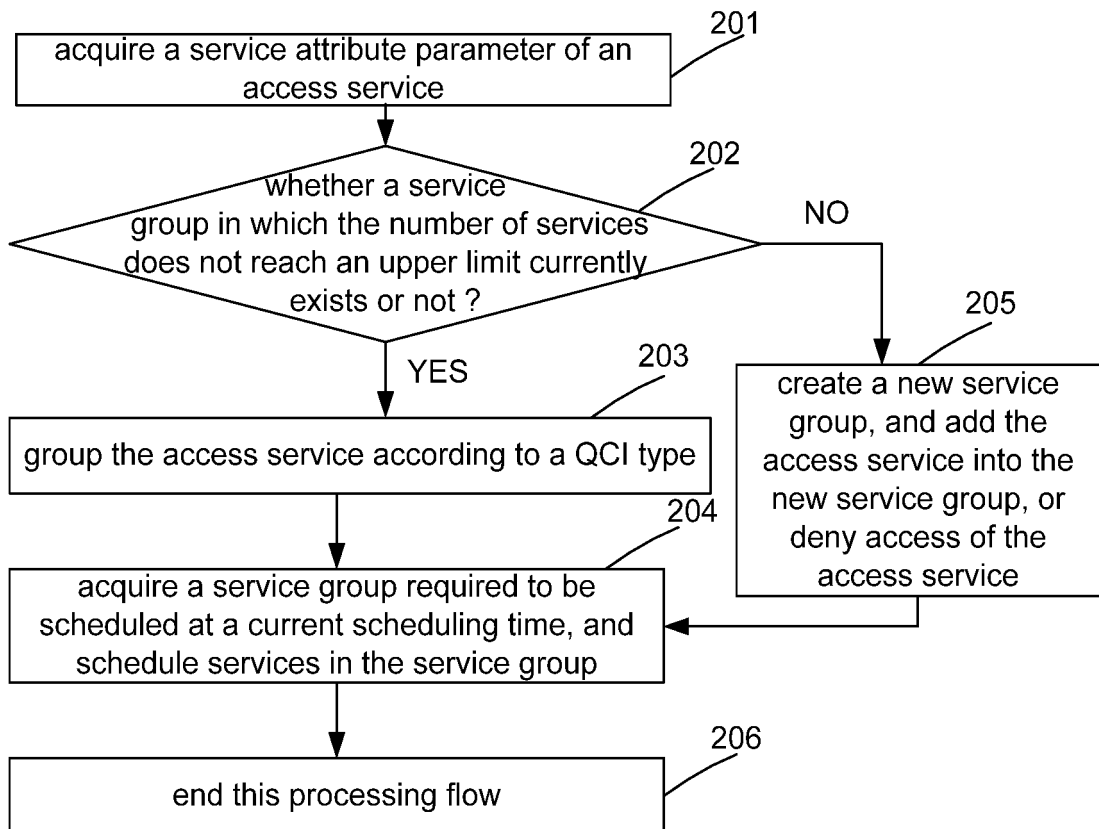 201
acquire a service attribute parameter of an
access service
202
whether a service
group in which the number of services
does not reach an upper limit currently
exists or not ?
NO
YES
203
group the access service according to a QCI type
205
create a new service
group, and add the
access service into the
new service group, or
deny access of the
access service
204
acquire a service group required to be
scheduled at a current scheduling time, and
schedule services in the service group
206
end this processing flow